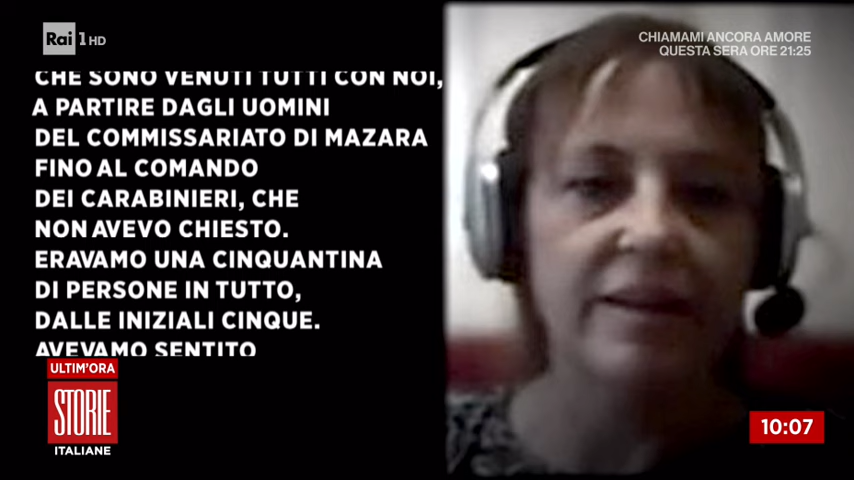 Rai 1 HD
CHIAMAMI ANCORA AMORE
QUESTA SERA ORE 21:25
CHE SONO VENUTI TUTTI CON NOI,
A PARTIRE DAGLI UOMINI
DEL COMMISSARIATO DI MAZARA
FINO AL COMANDO
DEI CARABINIERI, CHE
NON AVEVO CHIESTO.
ERAVAMO UNA CINQUANTINA
DI PERSONE IN TUTTO,
DALLE INIZIALI CINQUE.
AVEVAMO SENTITO
ULTIM'ORA
STORIE
ITALIANE
10:07